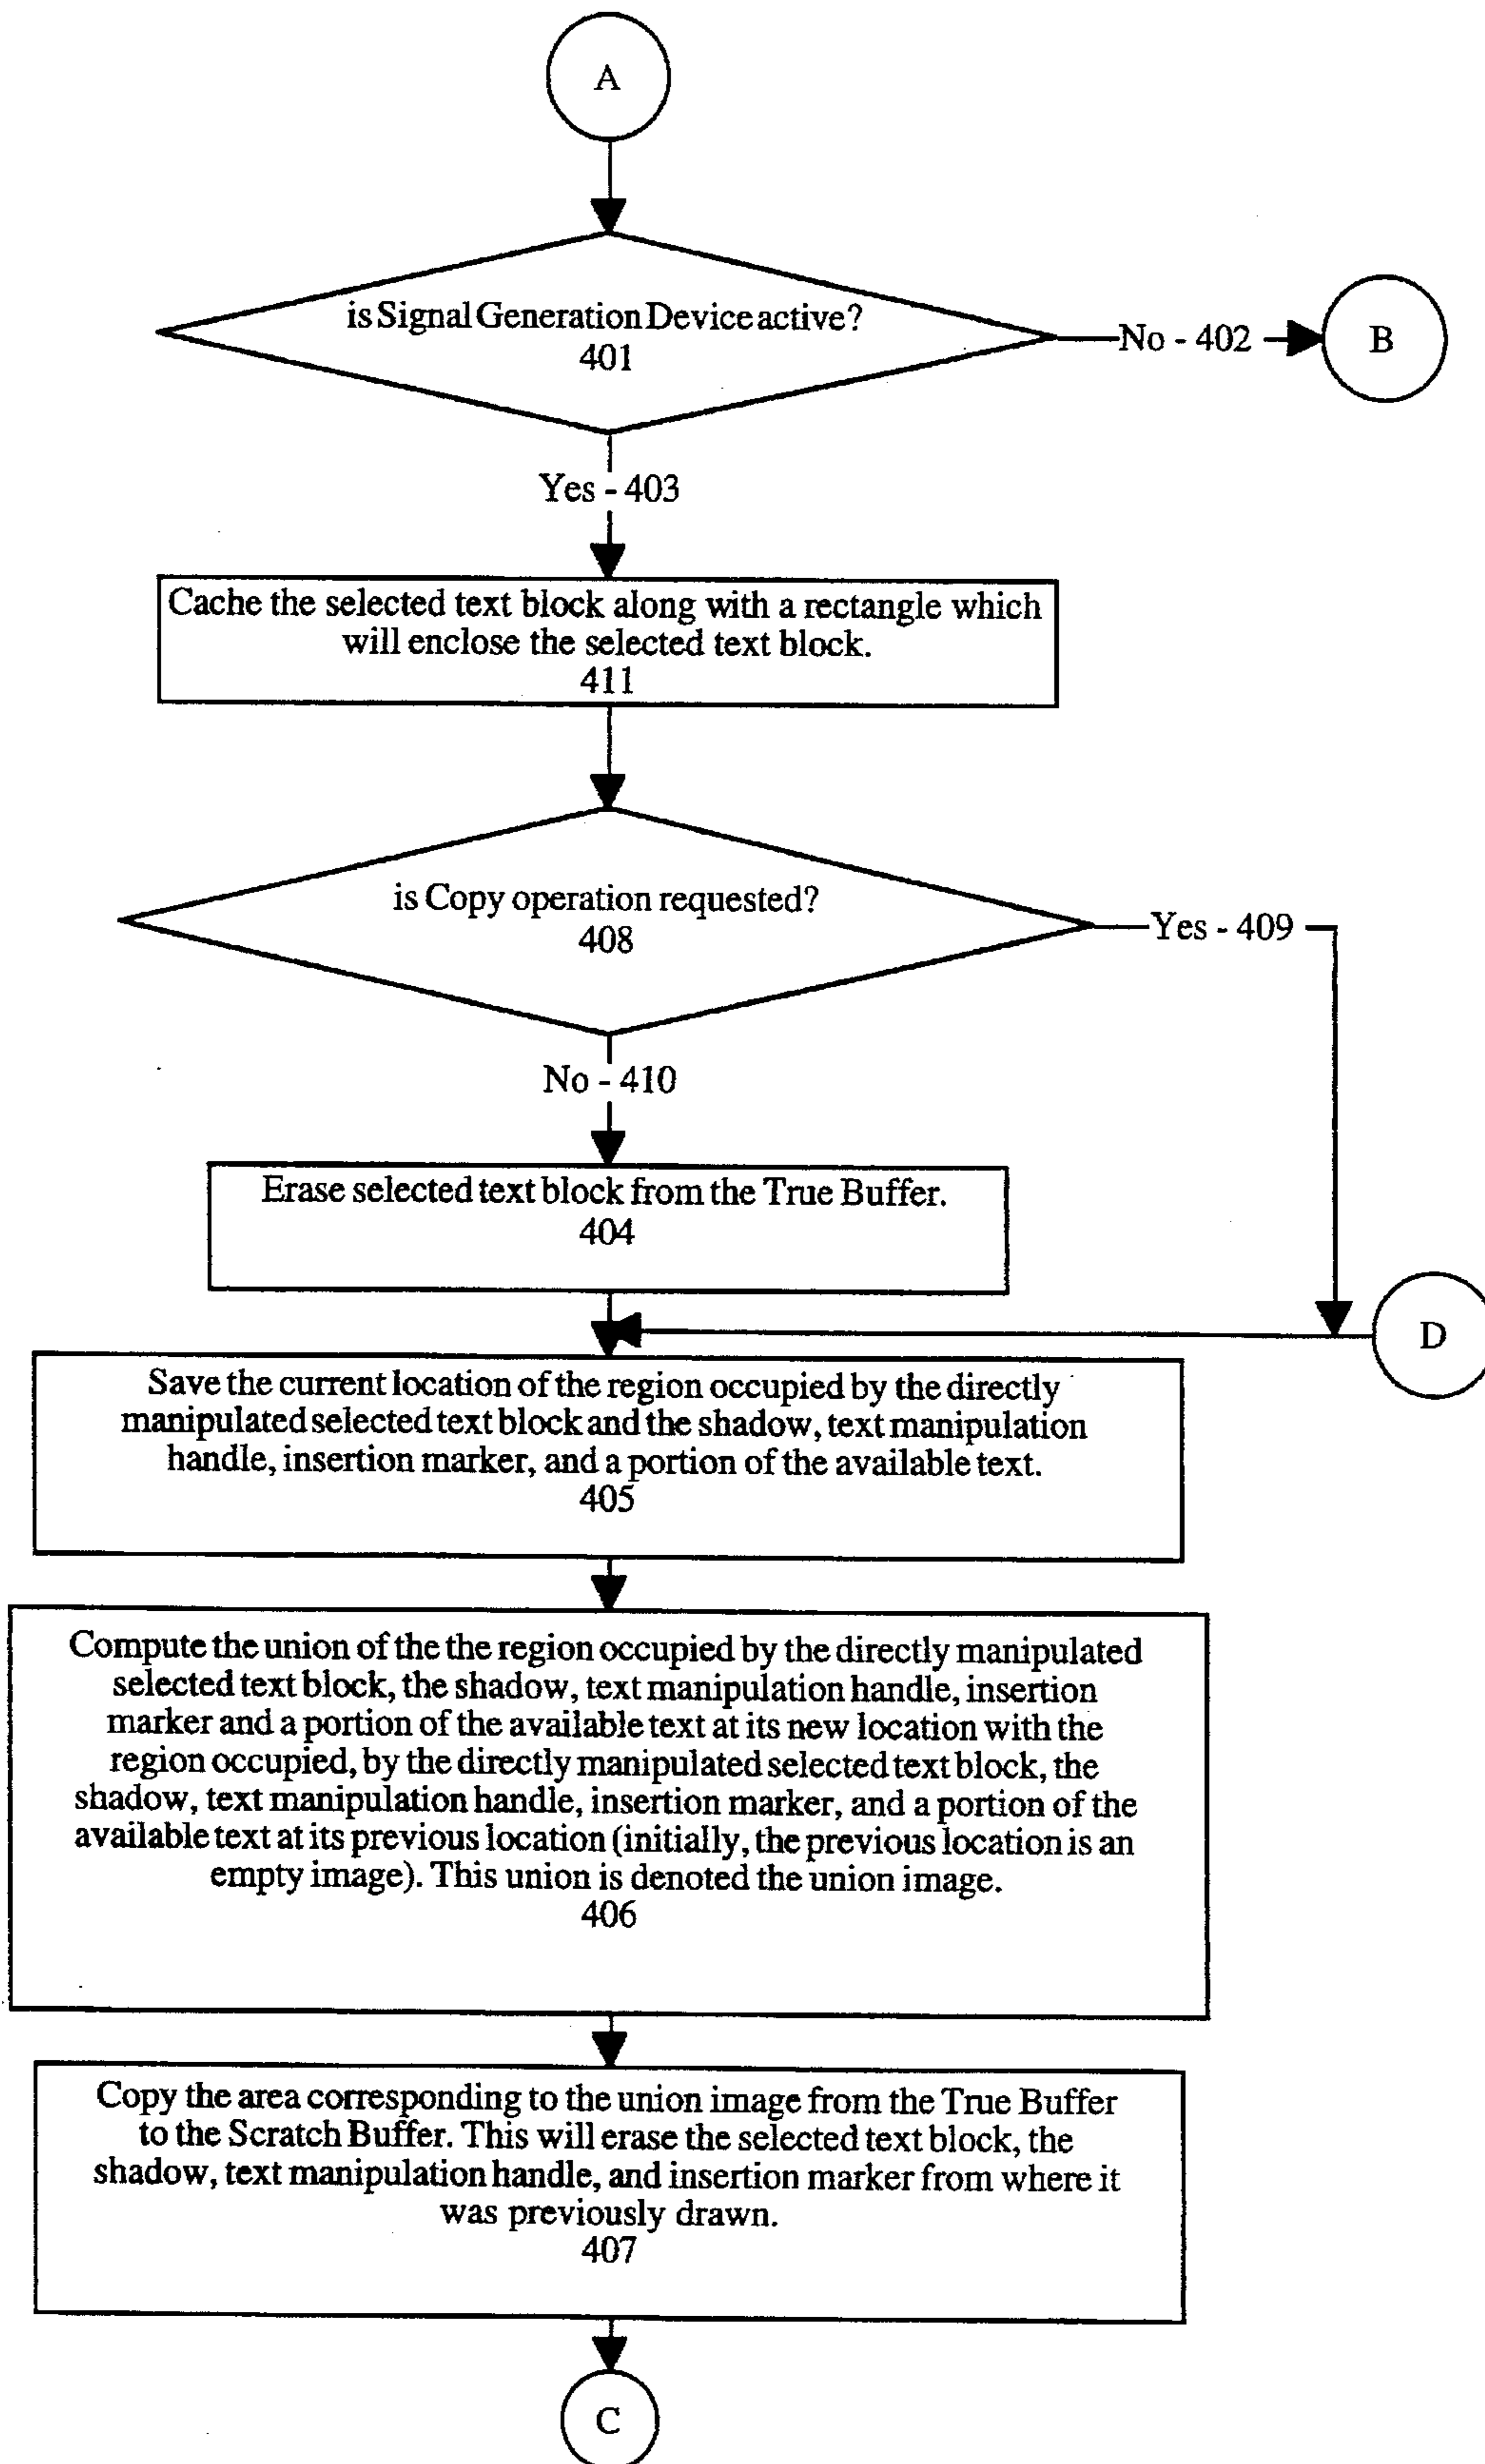 A
is Signal Generation Device active?
401
No - 402
B
Yes - 403
Cache the selected text block along with a rectangle which
will enclose the selected text block.
411
is Copy operation requested?
408
Yes - 409
No - 410
Erase selected text block from the True Buffer.
404
D
Save the current location of the region occupied by the directly
manipulated selected text block and the shadow, text manipulation
handle, insertion marker, and a portion of the available text.
405
Compute the union of the the region occupied by the directly manipulated
selected text block, the shadow, text manipulation handle, insertion
marker and a portion of the available text at its new location with the
region occupied, by the directly manipulated selected text block, the
shadow, text manipulation handle, insertion marker, and a portion of the
available text at its previous location (initially, the previous location is an
empty image). This union is denoted the union image.
406
Copy the area corresponding to the union image from the True Buffer
to the Scratch Buffer. This will erase the selected text block, the
shadow, text manipulation handle, and insertion marker from where it
was previously drawn.
407
C